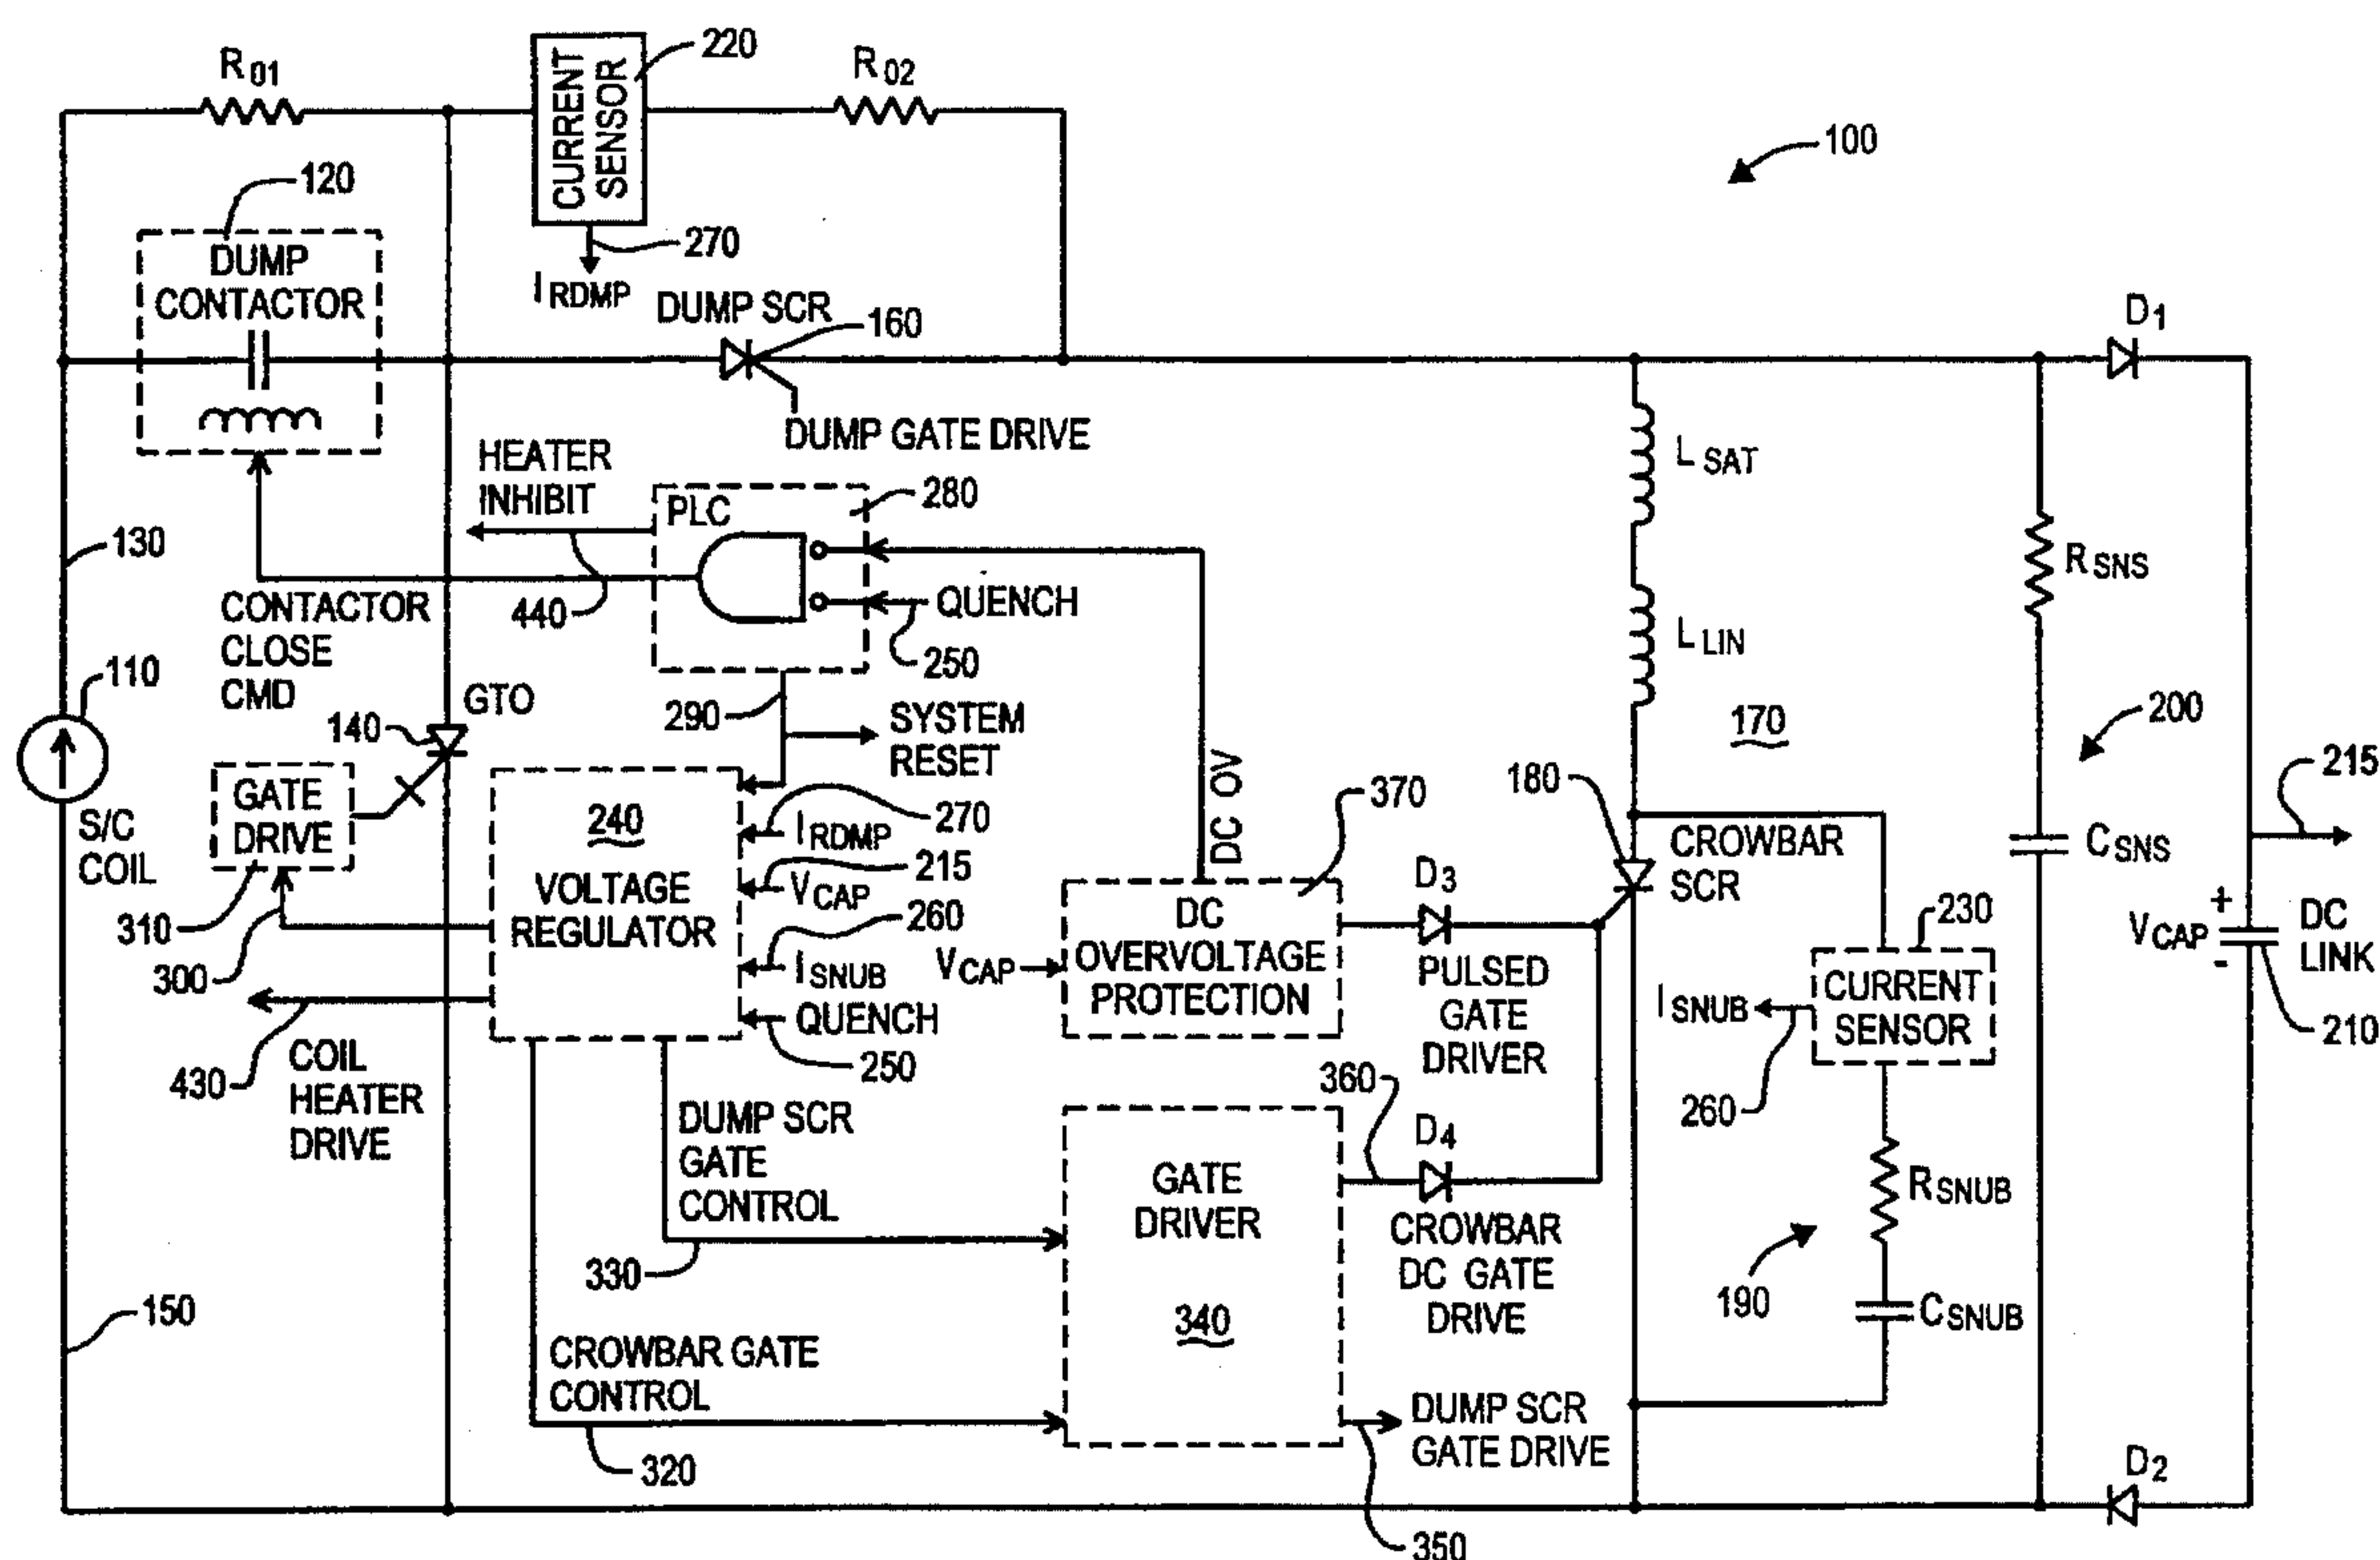 R01
220
R02
CURRENT
SENSOR
100
120
DUMP
CONTACTOR
270
IRDMP
DUMP SCR
160
D1
DUMP GATE DRIVE
HEATER
INHIBIT
PLC
280
LSAT
130
RSNS
440
QUENCH
250
CONTACTOR
CLOSE
CMD
LLIN
110
GTO
140
290
SYSTEM
RESET
170
200
215
S/C
COIL
GATE
DRIVE
240
270
IRDMP
DC OV
370
180
CROWBAR
SCR
CSNS
VOLTAGE
REGULATOR
215
VCAP
310
300
260
ISNUB
QUENCH
250
VCAP
DC
OVERVOLTAGE
PROTECTION
D3
PULSED
GATE
DRIVER
230
CURRENT
SENSOR
ISNUB
260
VCAP
+
-
DC
LINK
210
430
COIL
HEATER
DRIVE
DUMP SCR
GATE
CONTROL
360
D4
GATE
DRIVER
CROWBAR
DC GATE
DRIVE
RSNUB
190
CSNUB
330
150
340
CROWBAR GATE
CONTROL
DUMP SCR
GATE DRIVE
320
350
D2